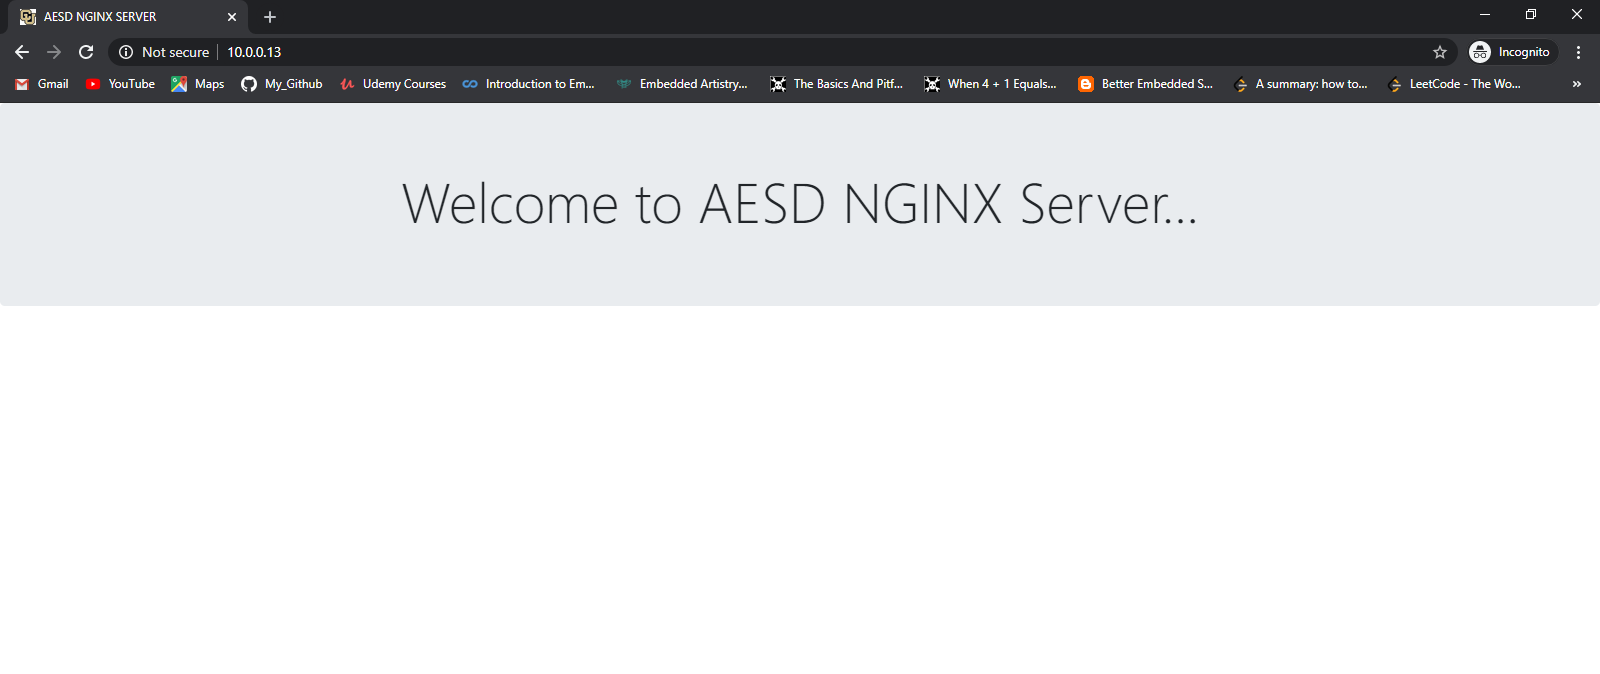 AESD NGINX SERVER
Not secure 10.0.0.13 Incognito
Gmail YouTube Maps My_Github Udemy Courses Introduction to Em... Embedded Artistry... The Basics And Pitf... When 4 + 1 Equals... Better Embedded S... A summary: how to... LeetCode - The Wo... »
Welcome to AESD NGINX Server...